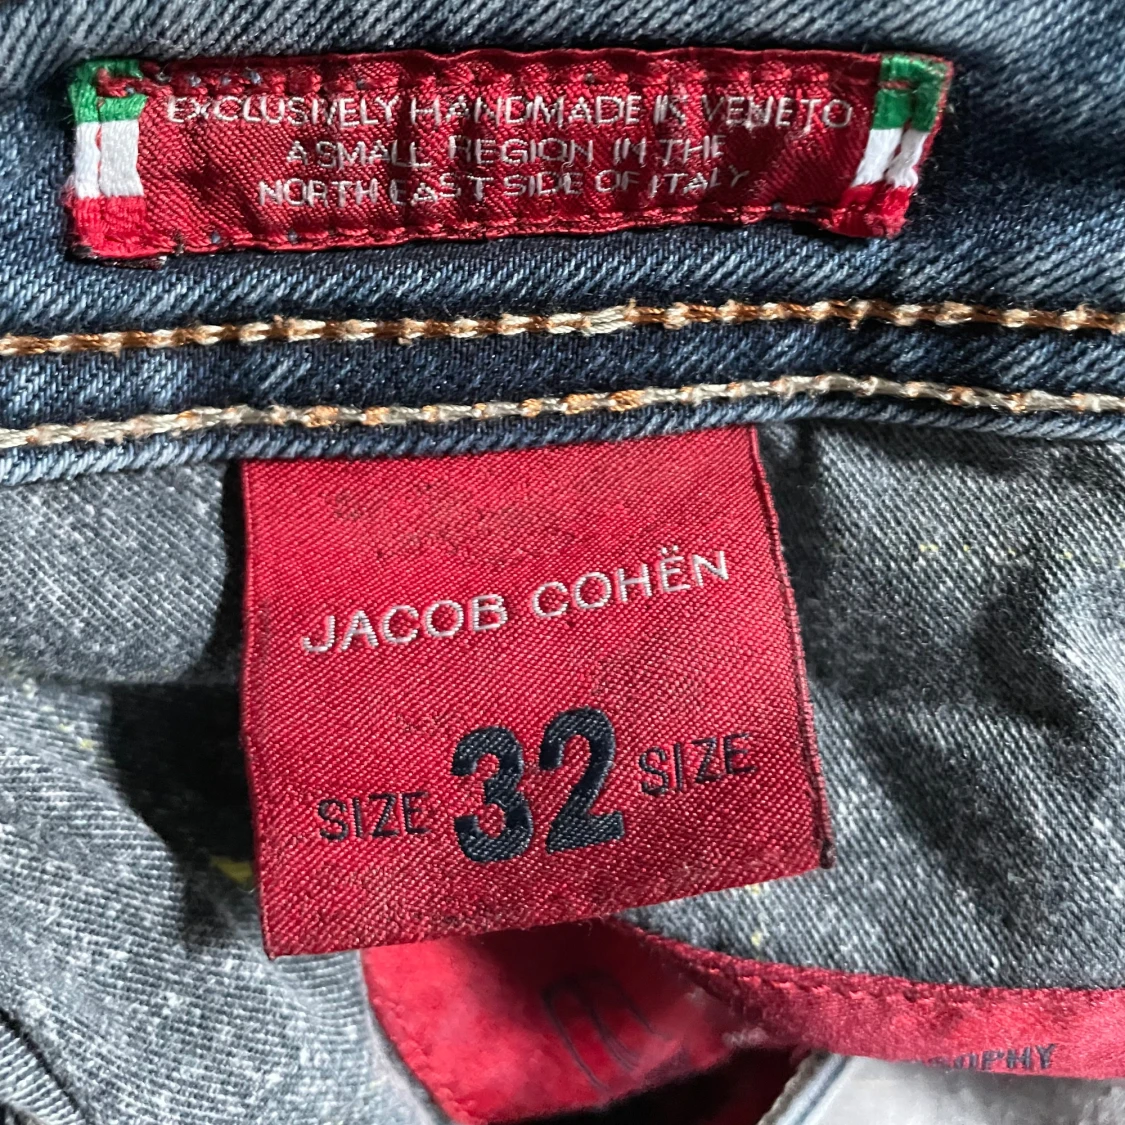 EXCLUSIVELY HANDMADE IN VENETO
A SMALL REGION IN THE
NORTH EAST SIDE OF ITALY
JACOB COHËN
SIZE 32 SIZE